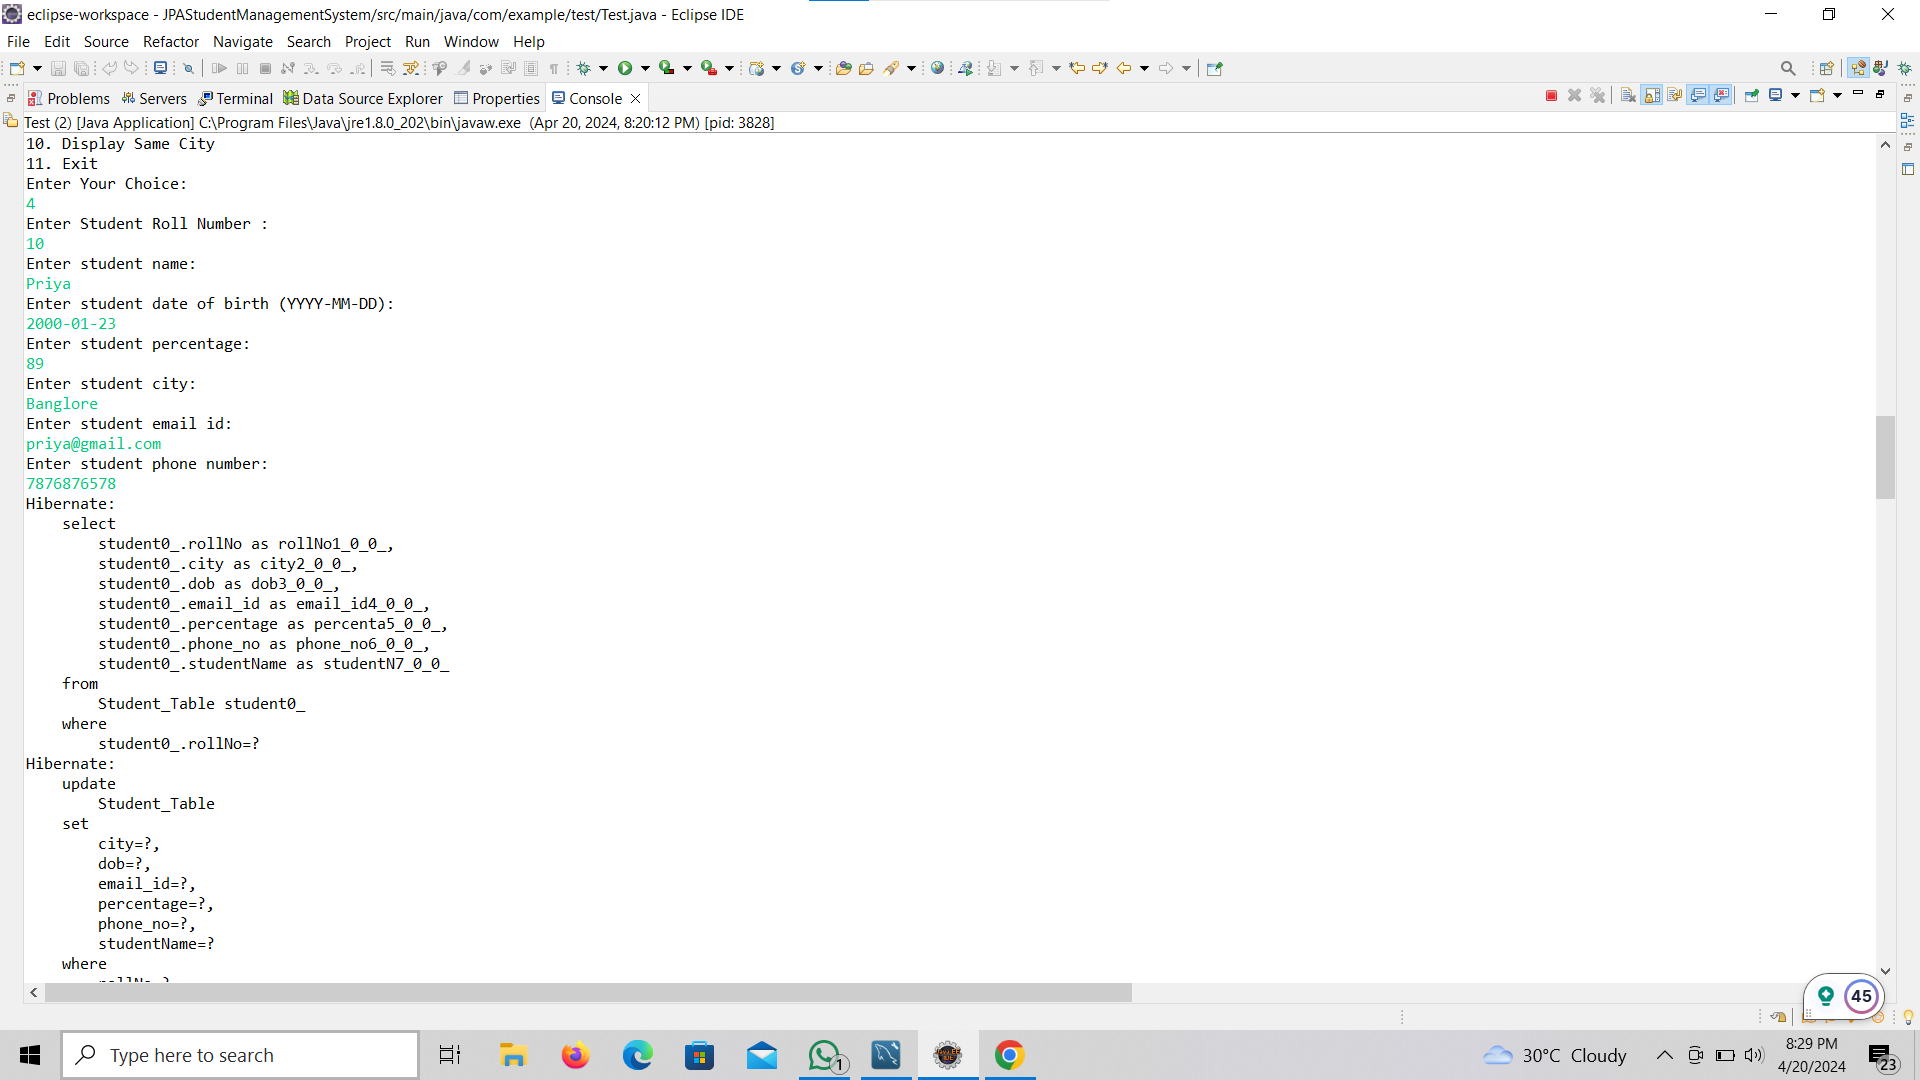 eclipse-workspace - JPAStudentManagementSystem/src/main/java/com/example/test/Test.java - Eclipse IDE
File Edit Source Refactor Navigate Search Project Run Window Help
Problems Servers Terminal Data Source Explorer Properties Console
Test (2) [Java Application] C:\Program Files\Java\jre1.8.0_202\bin\javaw.exe (Apr 20, 2024, 8:20:12 PM) [pid: 3828]
10. Display Same City
11. Exit
Enter Your Choice:
4
Enter Student Roll Number :
10
Enter student name:
Priya
Enter student date of birth (YYYY-MM-DD):
2000-01-23
Enter student percentage:
89
Enter student city:
Banglore
Enter student email id:
priya@gmail.com
Enter student phone number:
7876876578
Hibernate:
select
student0_.rollNo as rollNo1_0_0_,
student0_.city as city2_0_0_,
student0_.dob as dob3_0_0_,
student0_.email_id as email_id4_0_0_,
student0_.percentage as percenta5_0_0_,
student0_.phone_no as phone_no6_0_0_,
student0_.studentName as studentN7_0_0_
from
Student_Table student0_
where
student0_.rollNo=?
Hibernate:
update
Student_Table
set
city=?,
dob=?,
email_id=?,
percentage=?,
phone_no=?,
studentName=?
where
rollNo=?
45
Type here to search
1
30°C Cloudy
8:29 PM
4/20/2024
23